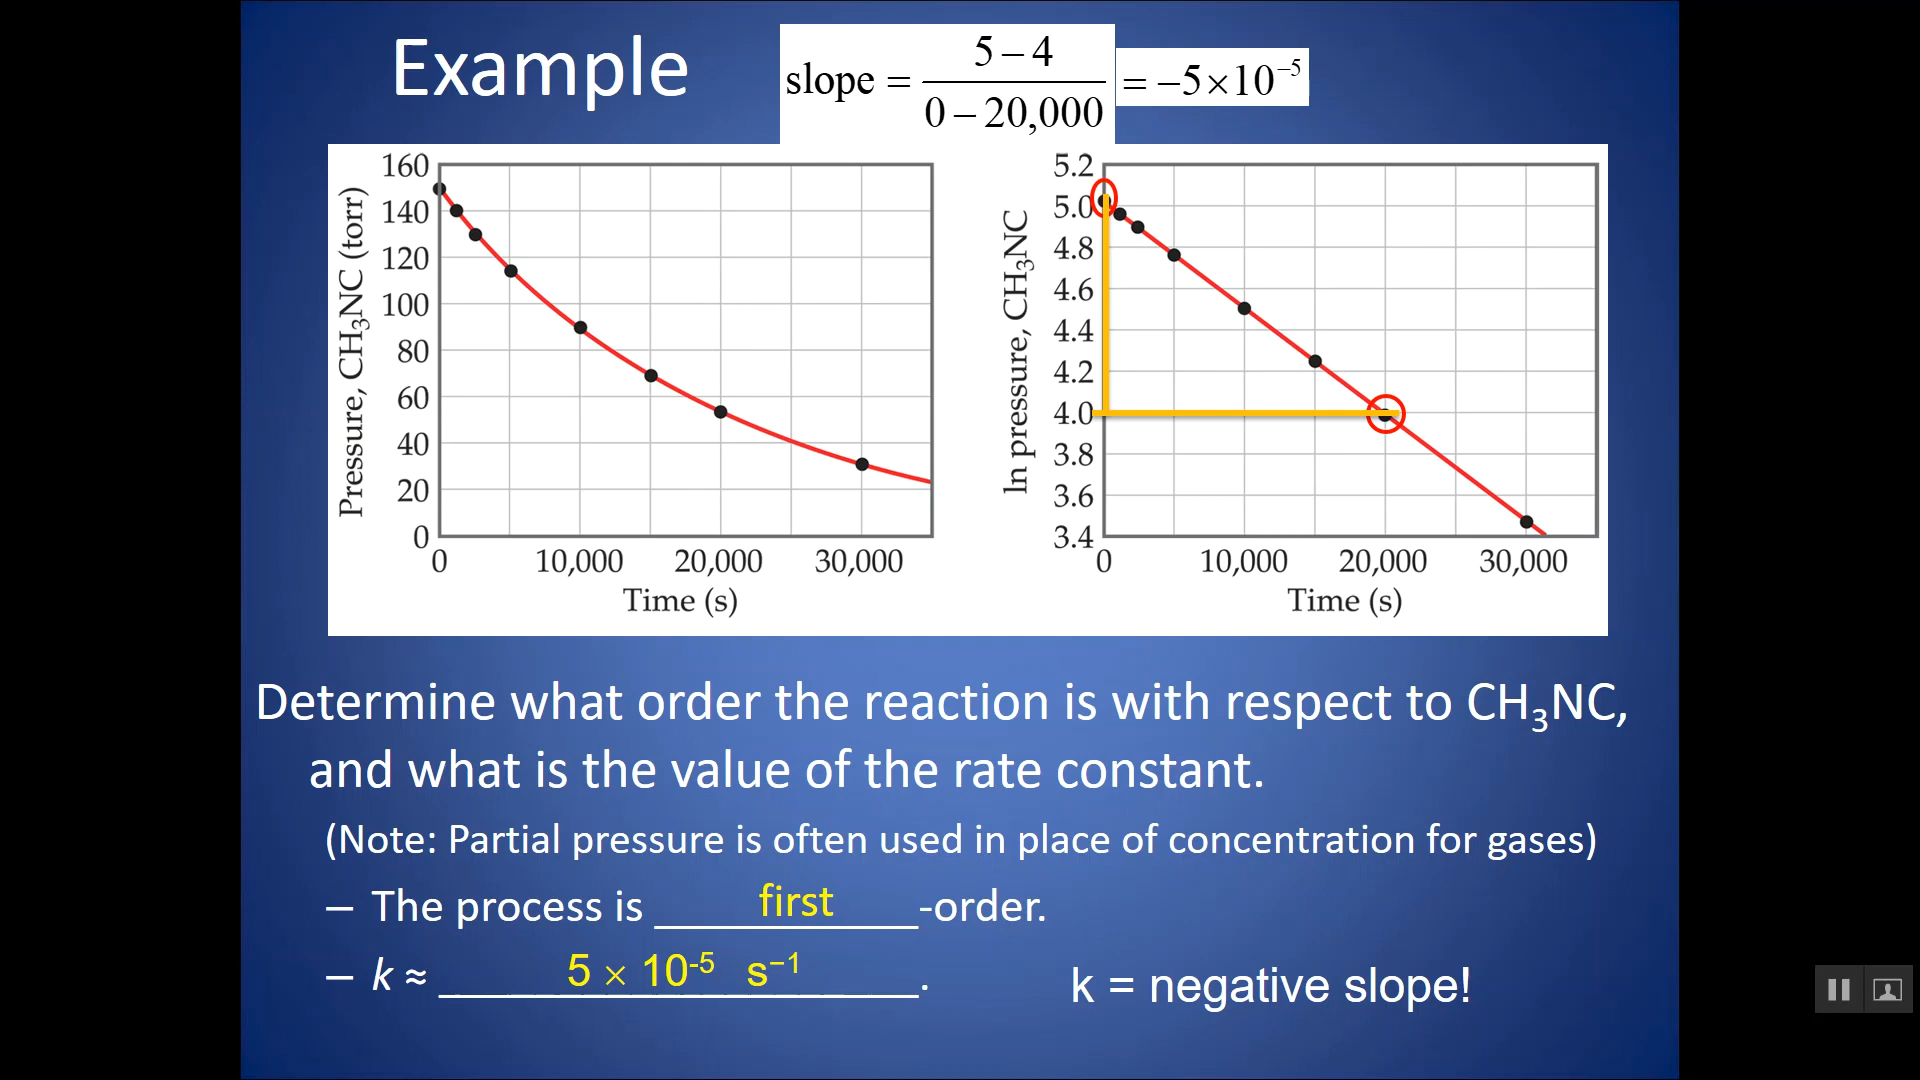 Example
slope = 5 – 4 / 0 – 20,000 = –5×10⁻⁵
160
140
120
100
80
60
40
20
0
Pressure, CH₃NC (torr)
0 10,000 20,000 30,000
Time (s)
5.2
5.0
4.8
4.6
4.4
4.2
4.0
3.8
3.6
3.4
ln pressure, CH₃NC
0 10,000 20,000 30,000
Time (s)
Determine what order the reaction is with respect to CH₃NC,
and what is the value of the rate constant.
(Note: Partial pressure is often used in place of concentration for gases)
– The process is ___first___-order.
– k ≈ ___5 × 10⁻⁵ s⁻¹___.
k = negative slope!